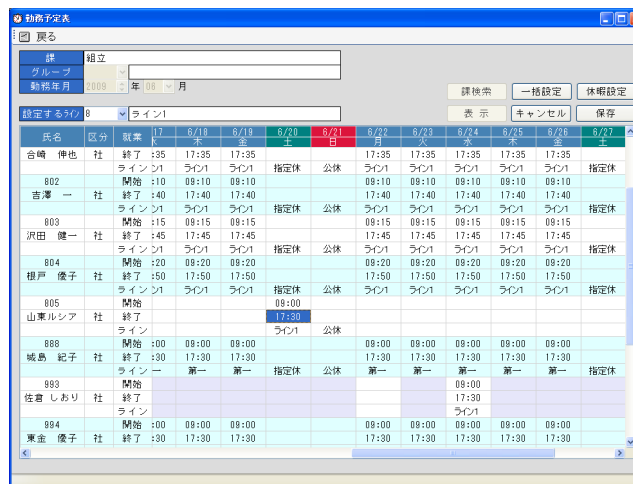 勤務予定表
戻る
課 組立
グループ
勤務年月 2009 年 06 月
課検索 一括設定 休暇設定
設定するライン 8 ライン1 表示 キャンセル 保存
氏名 区分 就業 17 6/18 6/19 6/20 6/21 6/22 6/23 6/24 6/25 6/26 6/27
水 木 金 土 日 月 火 水 木 金 土
合崎 伸也 社 終了 :35 17:35 17:35 17:35 17:35 17:35 17:35 17:35
ライン ン1 ライン1 ライン1 指定休 公休 ライン1 ライン1 ライン1 ライン1 ライン1 指定休
802 開始 :10 09:10 09:10 09:10 09:10 09:10 09:10 09:10
吉澤 一 社 終了 :40 17:40 17:40 17:40 17:40 17:40 17:40 17:40
ライン ン1 ライン1 ライン1 指定休 公休 ライン1 ライン1 ライン1 ライン1 ライン1 指定休
803 開始 :15 09:15 09:15 09:15 09:15 09:15 09:15 09:15
沢田 健一 社 終了 :45 17:45 17:45 17:45 17:45 17:45 17:45 17:45
ライン ン1 ライン1 ライン1 指定休 公休 ライン1 ライン1 ライン1 ライン1 ライン1 指定休
804 開始 :20 09:20 09:20 09:20 09:20 09:20 09:20 09:20
根戸 優子 社 終了 :50 17:50 17:50 17:50 17:50 17:50 17:50 17:50
ライン ン1 ライン1 ライン1 指定休 公休 ライン1 ライン1 ライン1 ライン1 ライン1 指定休
805 開始 09:00
山東ルシア 社 終了 17:30
ライン ライン1 公休
888 開始 :00 09:00 09:00 09:00 09:00 09:00 09:00 09:00
城島 紀子 社 終了 :30 17:30 17:30 17:30 17:30 17:30 17:30 17:30
ライン 一 第一 第一 指定休 公休 第一 第一 第一 第一 第一 指定休
993 開始 09:00
佐倉 しおり 社 終了 17:30
ライン ライン1
994 開始 :00 09:00 09:00 09:00 09:00 09:00 09:00 09:00
東金 優子 社 終了 :30 17:30 17:30 17:30 17:30 17:30 17:30 17:30